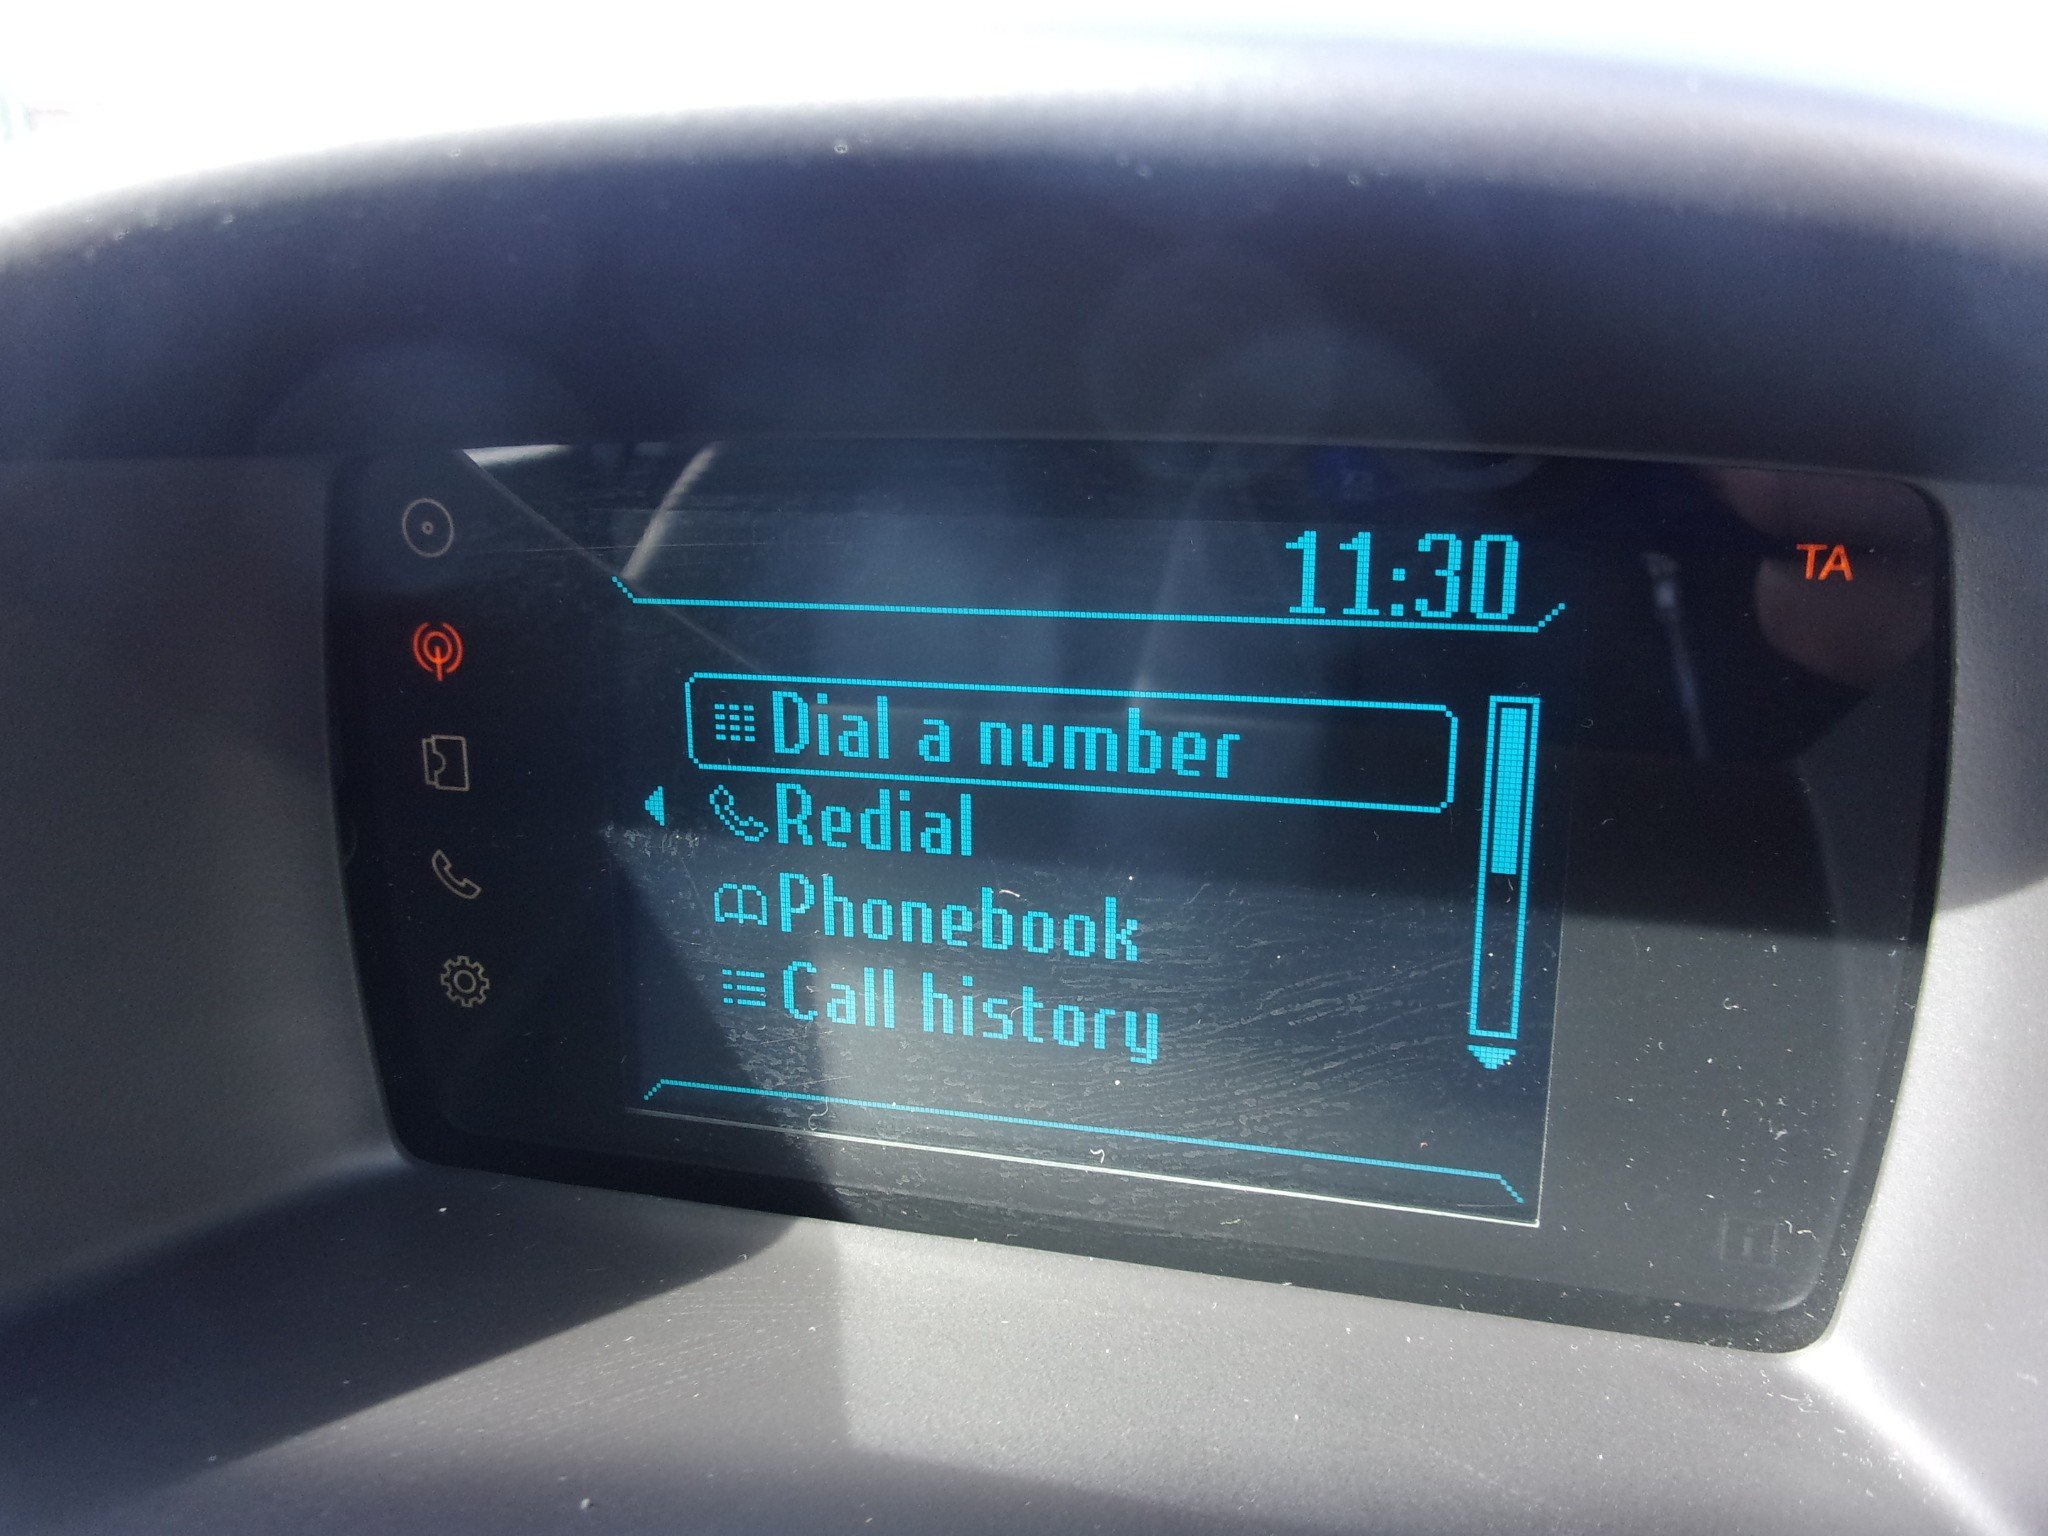 11:30
TA
Dial a number
Redial
Phonebook
Call history